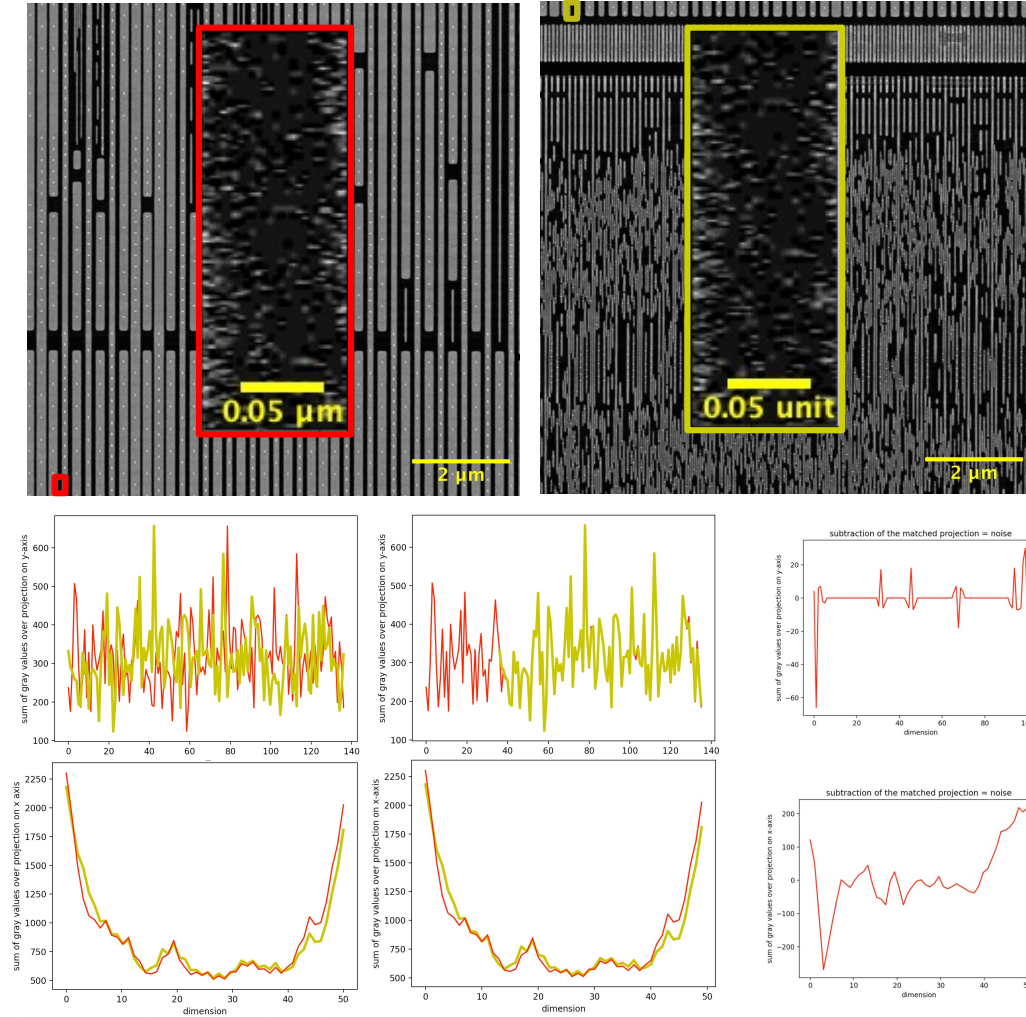 0.05 μm
2 μm
0.05 unit
2 μm
sum of gray values over projection on y-axis
600
500
400
300
200
100
0 20 40 60 80 100 120 140
sum of gray values over projection on y-axis
600
500
400
300
200
100
0 20 40 60 80 100 120 140
subtraction of the matched projection = noise
sum of gray values over projection on y-axis
20
0
−20
−40
−60
0 20 40 60 80
dimension
sum of gray values over projection on x axis
2250
2000
1750
1500
1250
1000
750
500
0 10 20 30 40 50
dimension
sum of gray values over projection on x-axis
2250
2000
1750
1500
1250
1000
750
500
0 10 20 30 40 50
dimension
subtraction of the matched projection = noise
sum of gray values over projection on x-axis
200
100
0
−100
−200
0 10 20 30 40
dimension